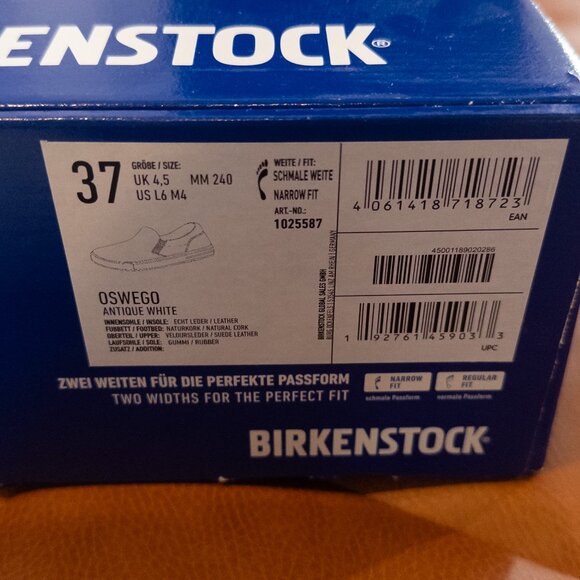 ENSTOCK®
37
GRÖßE / SIZE:
UK 4,5 MM 240
US L6 M4
WEITE / FIT:
SCHMALE WEITE
NARROW FIT
ART.-NO.:
1025587
OSWEGO
ANTIQUE WHITE
INNENSOHLE / INSOLE: ECHT LEDER / LEATHER
FUßBETT / FOOTBED: NATURKORK / NATURAL CORK
OBERTEIL / UPPER: VELOURSLEDER / SUEDE LEATHER
LAUFSOHLE / SOLE: GUMMI / RUBBER
ZUSATZ / ADDITION:
BIRKENSTOCK GLOBAL SALES GMBH
4 061418 718723
EAN
45001189020286
1 92761 45903 3
UPC
ZWEI WEITEN FÜR DIE PERFEKTE PASSFORM
TWO WIDTHS FOR THE PERFECT FIT
NARROW FIT
schmale Passform
REGULAR FIT
normale Passform
BIRKENSTOCK®